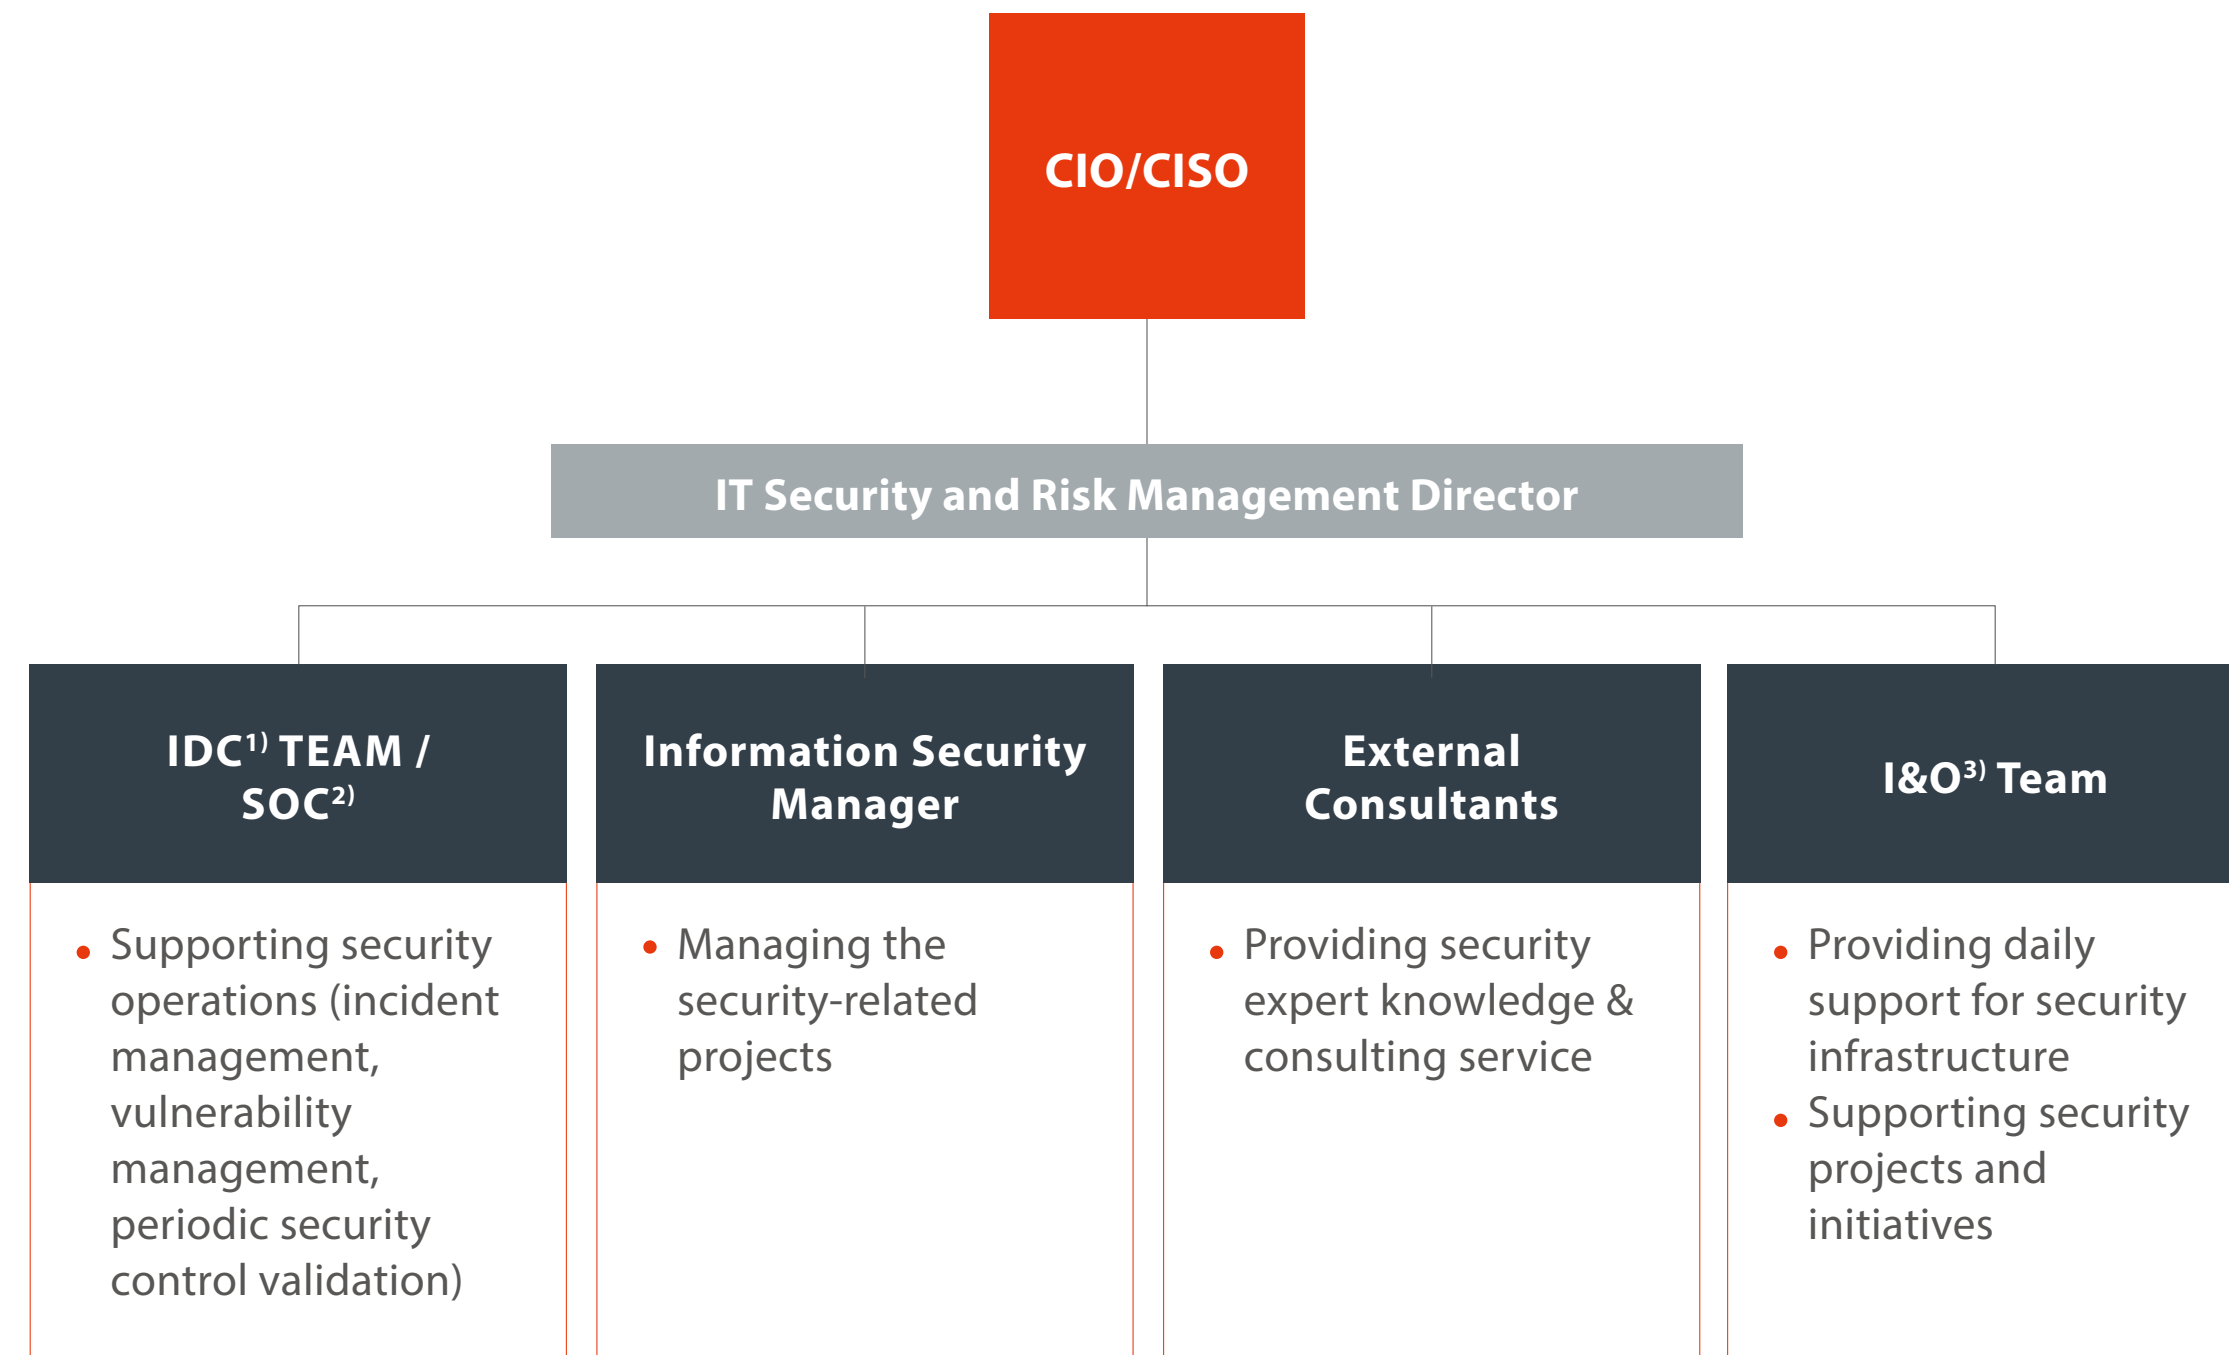 CIO/CISO
IT Security and Risk Management Director
IDC1) TEAM /
SOC2)
Information Security
Manager
External
Consultants
I&O3) Team
• Supporting security
operations (incident
management,
vulnerability
management,
periodic security
control validation)
• Managing the
security-related
projects
• Providing security
expert knowledge &
consulting service
• Providing daily
support for security
infrastructure
• Supporting security
projects and
initiatives